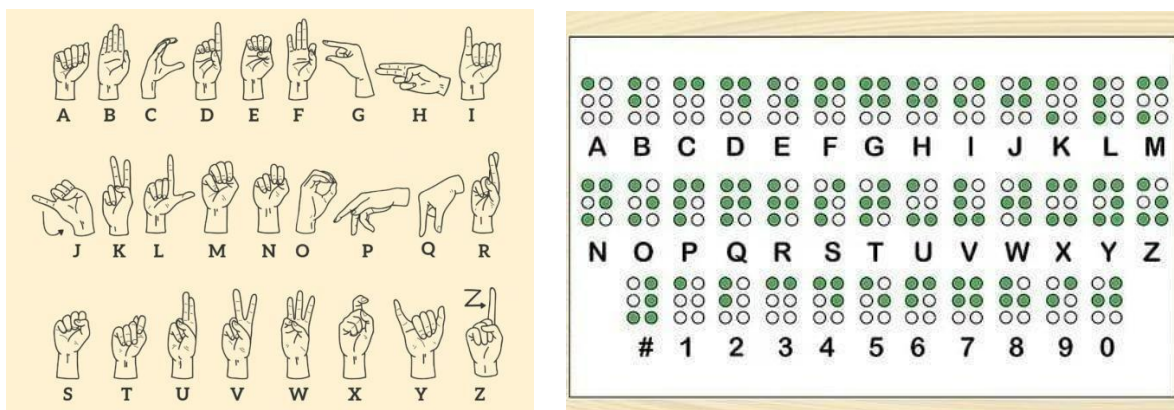 A B C D E F G H I
J K L M N O P Q R
Z
S T U V W X Y Z
A B C D E F G H I J K L M
N O P Q R S T U V W X Y Z
# 1 2 3 4 5 6 7 8 9 0